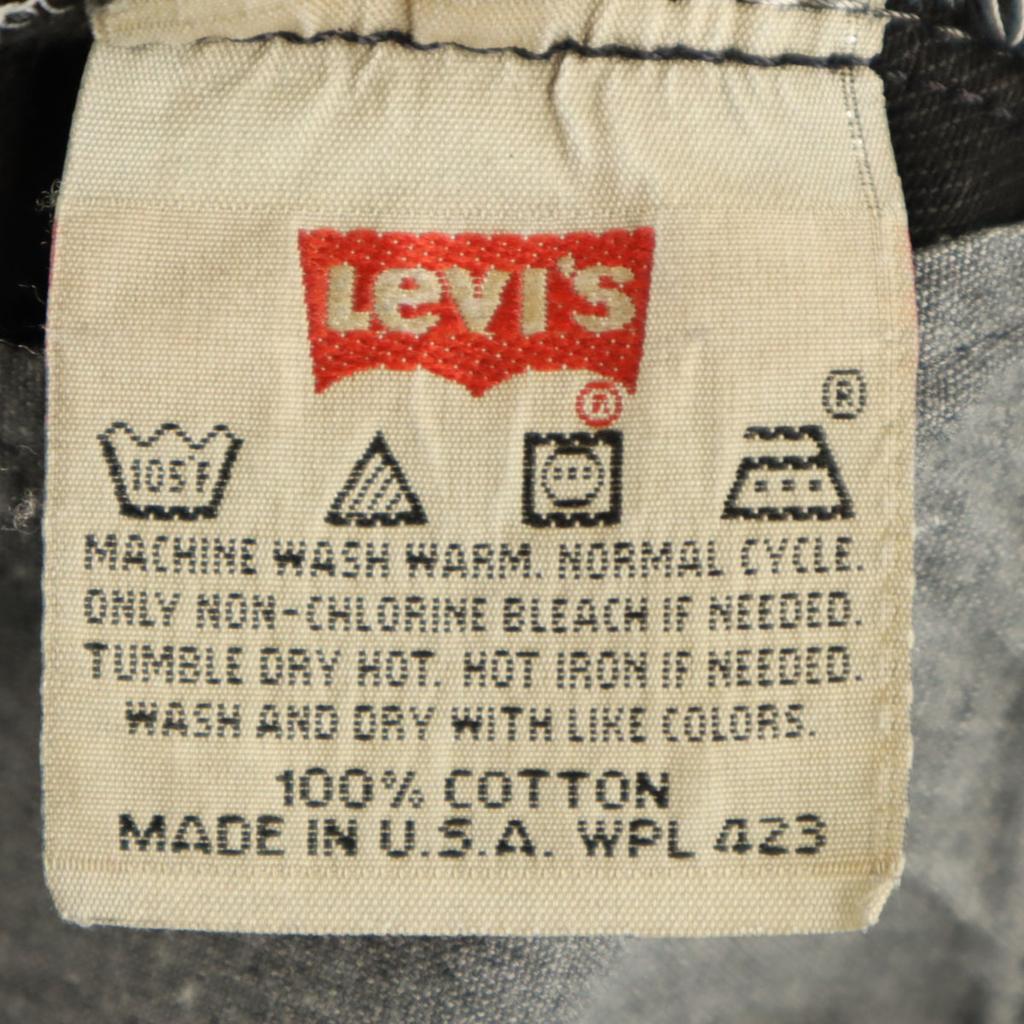 Levi's
®
®
105°F
MACHINE WASH WARM. NORMAL CYCLE.
ONLY NON-CHLORINE BLEACH IF NEEDED.
TUMBLE DRY HOT. HOT IRON IF NEEDED.
WASH AND DRY WITH LIKE COLORS.
100% COTTON
MADE IN U.S.A. WPL 423